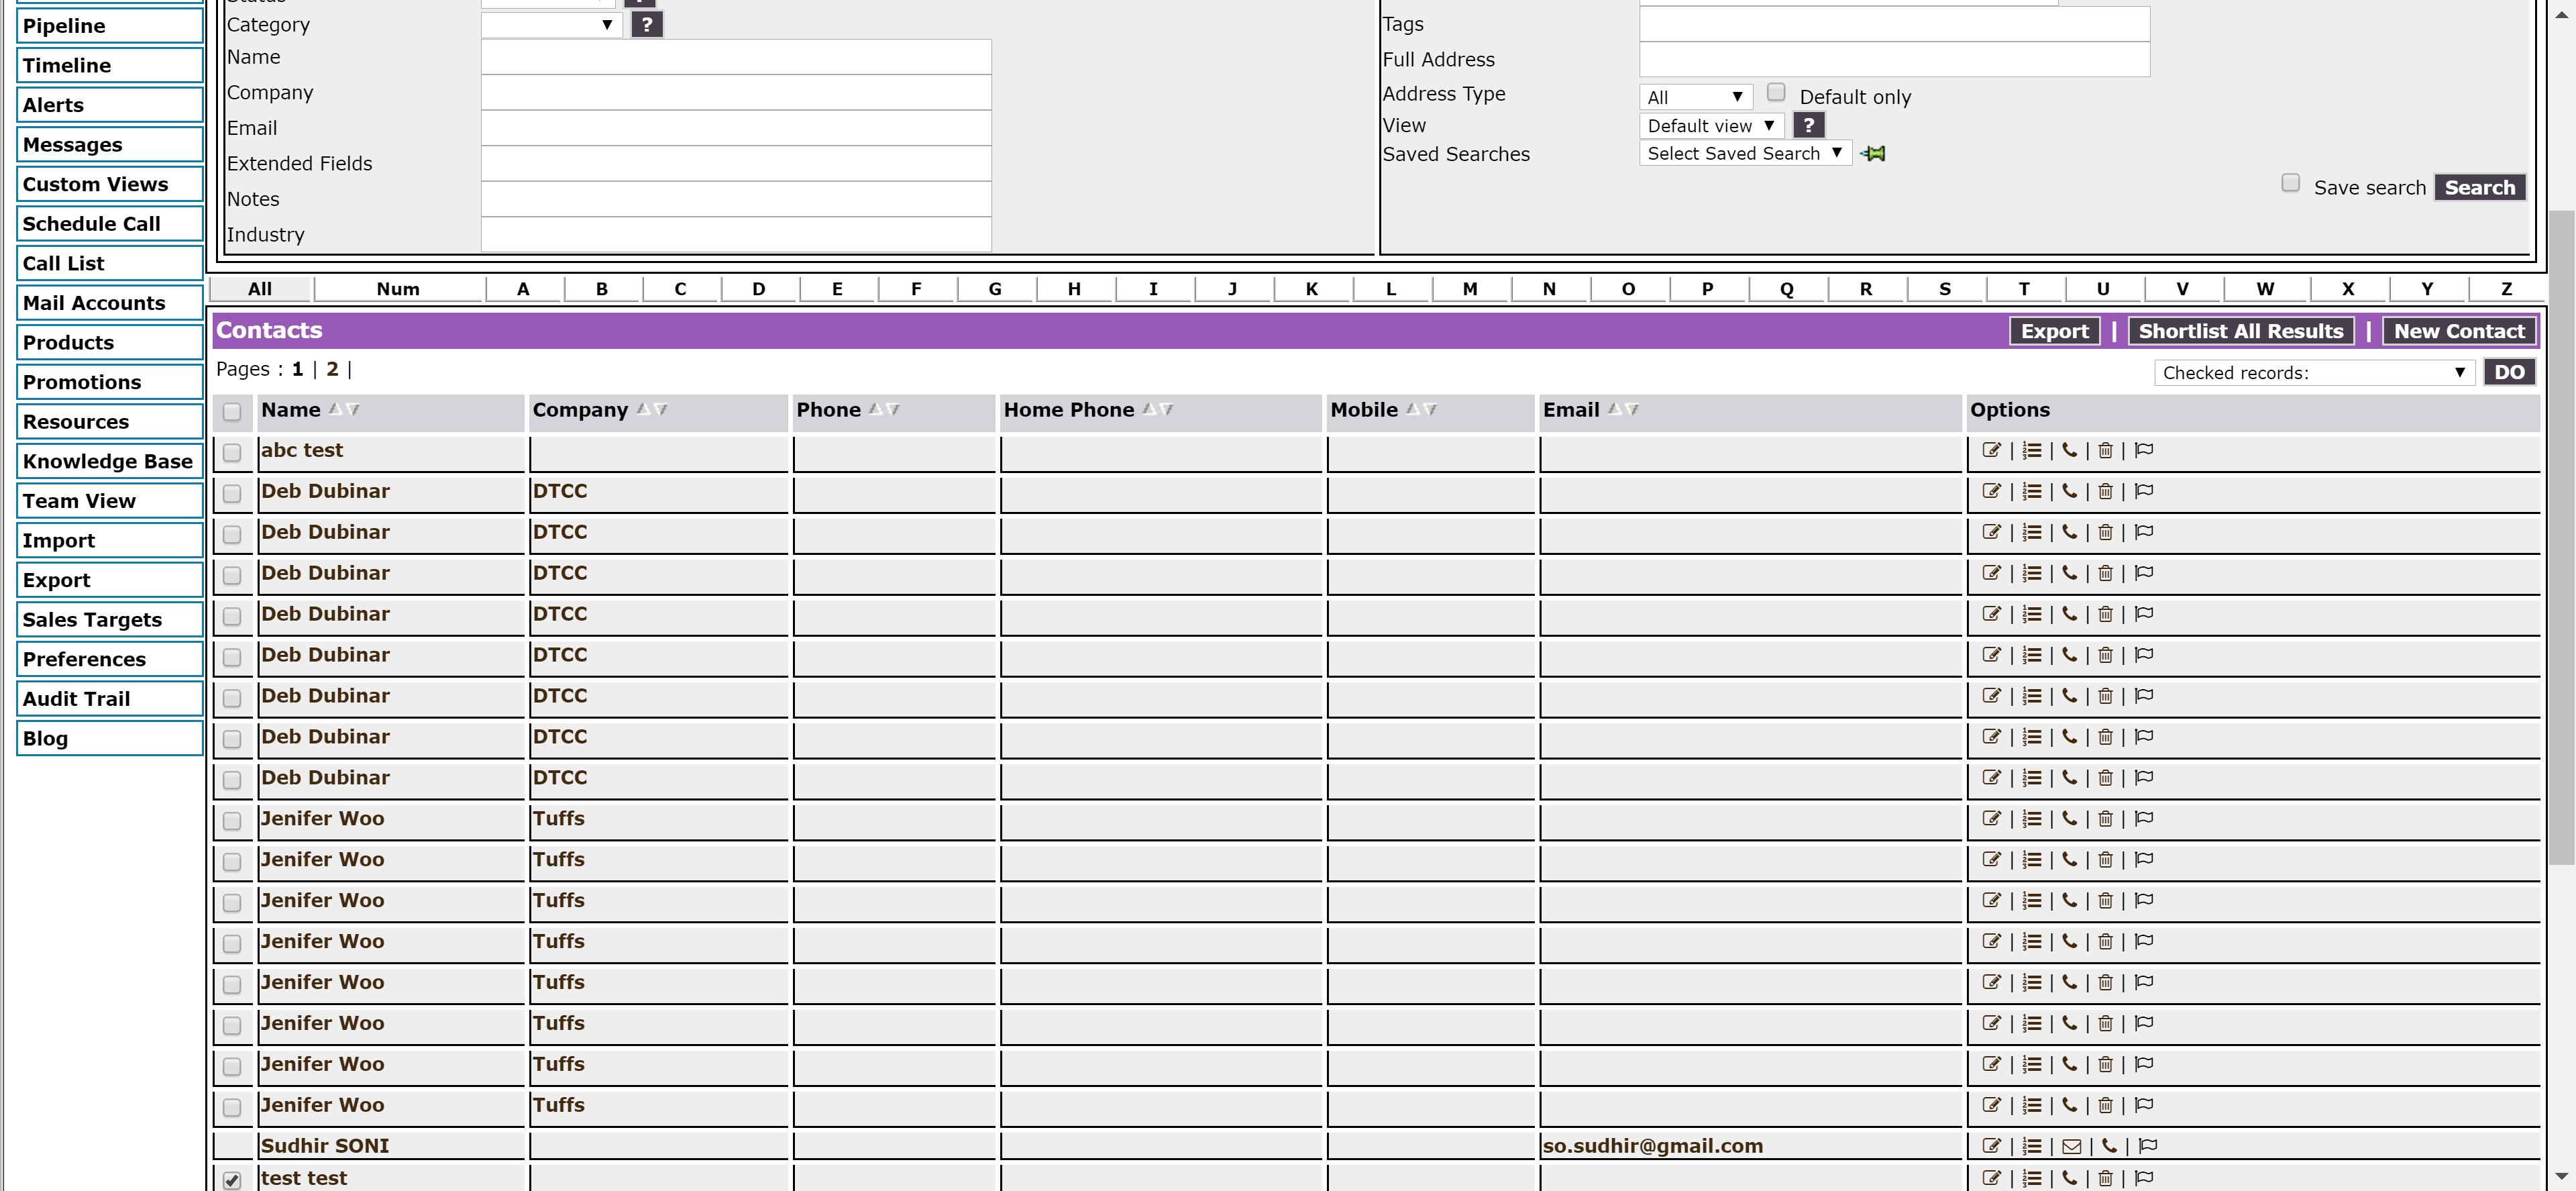 Pipeline
Timeline
Alerts
Messages
Custom Views
Schedule Call
Call List
Mail Accounts
Products
Promotions
Resources
Knowledge Base
Team View
Import
Export
Sales Targets
Preferences
Audit Trail
Blog
Status ?
Category ?
Name
Company
Email
Extended Fields
Notes
Industry
Tags
Full Address
Address Type All Default only
View Default view ?
Saved Searches Select Saved Search
Save search Search
All Num A B C D E F G H I J K L M N O P Q R S T U V W X Y Z
Contacts Export | Shortlist All Results | New Contact
Pages : 1 | 2 | Checked records: DO
Name Company Phone Home Phone Mobile Email Options
abc test | | | |
Deb Dubinar DTCC | | | |
Deb Dubinar DTCC | | | |
Deb Dubinar DTCC | | | |
Deb Dubinar DTCC | | | |
Deb Dubinar DTCC | | | |
Deb Dubinar DTCC | | | |
Deb Dubinar DTCC | | | |
Deb Dubinar DTCC | | | |
Jenifer Woo Tuffs | | | |
Jenifer Woo Tuffs | | | |
Jenifer Woo Tuffs | | | |
Jenifer Woo Tuffs | | | |
Jenifer Woo Tuffs | | | |
Jenifer Woo Tuffs | | | |
Jenifer Woo Tuffs | | | |
Jenifer Woo Tuffs | | | |
Sudhir SONI so.sudhir@gmail.com | | | |
test test | | | |